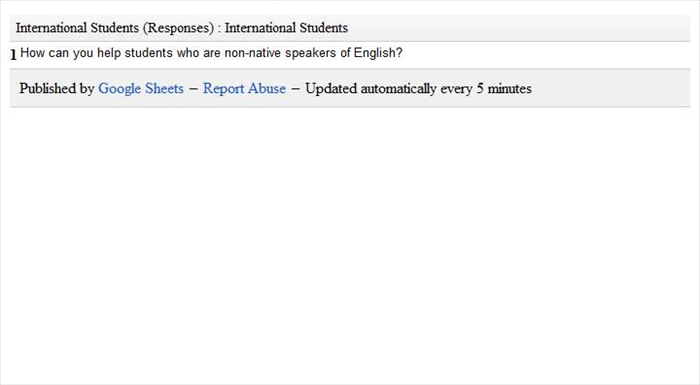 International Students (Responses) : International Students
1 How can you help students who are non-native speakers of English?
Published by Google Sheets – Report Abuse – Updated automatically every 5 minutes